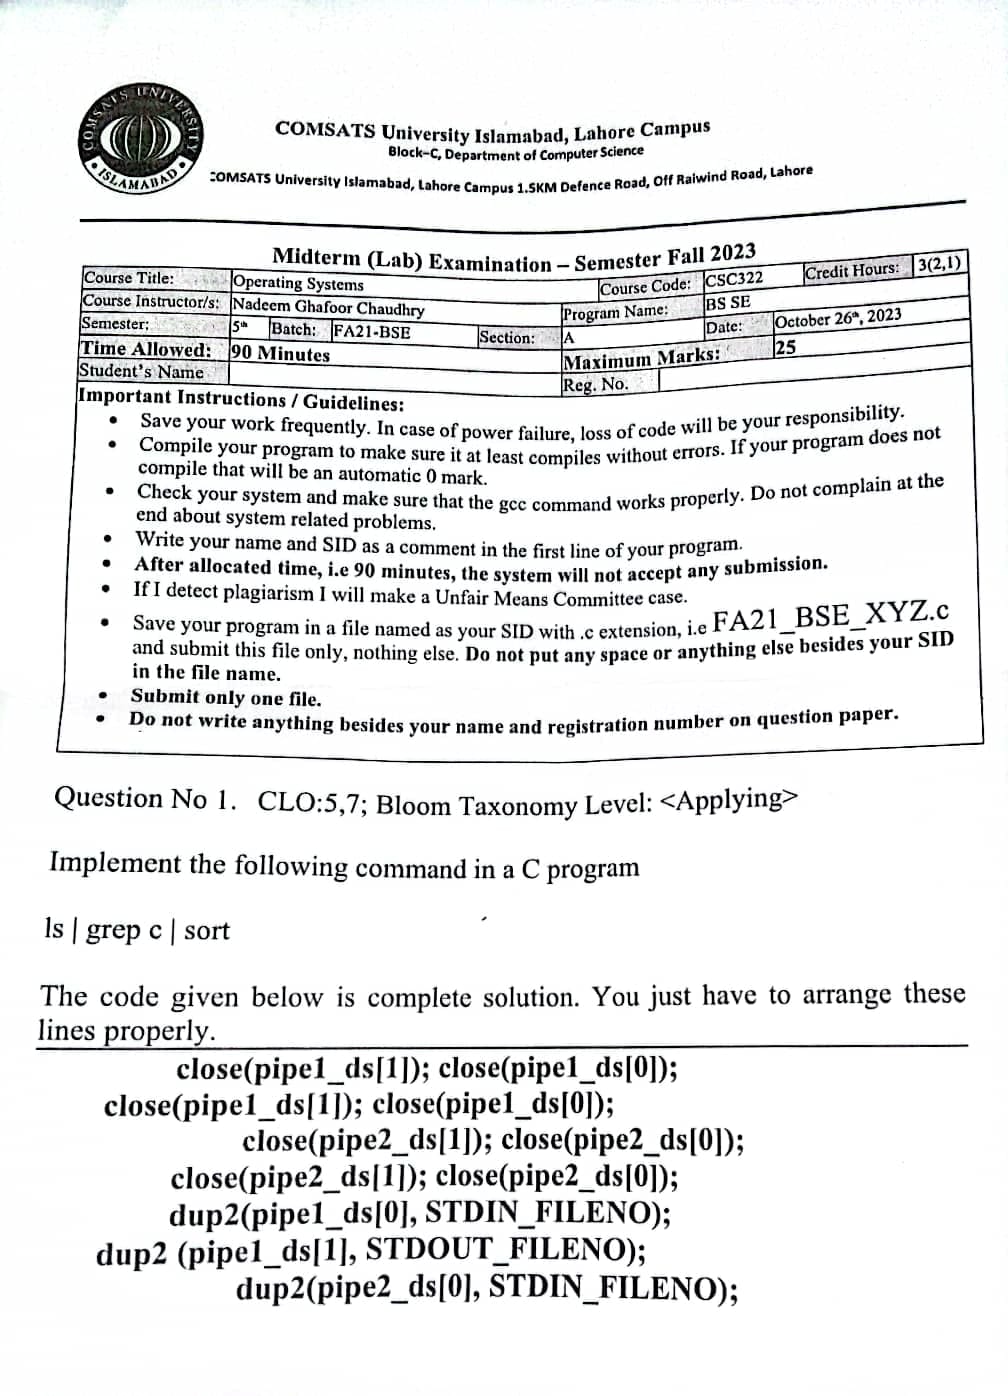 COMSATS UNIVERSITY
ISLAMABAD
COMSATS University Islamabad, Lahore Campus
Block-C, Department of Computer Science
COMSATS University Islamabad, Lahore Campus 1.5KM Defence Road, Off Raiwind Road, Lahore
Midterm (Lab) Examination – Semester Fall 2023
Course Title: Operating Systems Course Code: CSC322 Credit Hours: 3(2,1)
Course Instructor/s: Nadeem Ghafoor Chaudhry Program Name: BS SE
Semester: 5th Batch: FA21-BSE Section: A Date: October 26th, 2023
Time Allowed: 90 Minutes Maximum Marks: 25
Student's Name Reg. No.
Important Instructions / Guidelines:
• Save your work frequently. In case of power failure, loss of code will be your responsibility.
• Compile your program to make sure it at least compiles without errors. If your program does not
compile that will be an automatic 0 mark.
• Check your system and make sure that the gcc command works properly. Do not complain at the
end about system related problems.
• Write your name and SID as a comment in the first line of your program.
• After allocated time, i.e 90 minutes, the system will not accept any submission.
• If I detect plagiarism I will make a Unfair Means Committee case.
• Save your program in a file named as your SID with .c extension, i.e FA21_BSE_XYZ.c
and submit this file only, nothing else. Do not put any space or anything else besides your SID
in the file name.
• Submit only one file.
• Do not write anything besides your name and registration number on question paper.
Question No 1. CLO:5,7; Bloom Taxonomy Level: <Applying>
Implement the following command in a C program
ls | grep c | sort
The code given below is complete solution. You just have to arrange these
lines properly.
close(pipe1_ds[1]); close(pipe1_ds[0]);
close(pipe1_ds[1]); close(pipe1_ds[0]);
close(pipe2_ds[1]); close(pipe2_ds[0]);
close(pipe2_ds[1]); close(pipe2_ds[0]);
dup2(pipe1_ds[0], STDIN_FILENO);
dup2 (pipe1_ds[1], STDOUT_FILENO);
dup2(pipe2_ds[0], STDIN_FILENO);